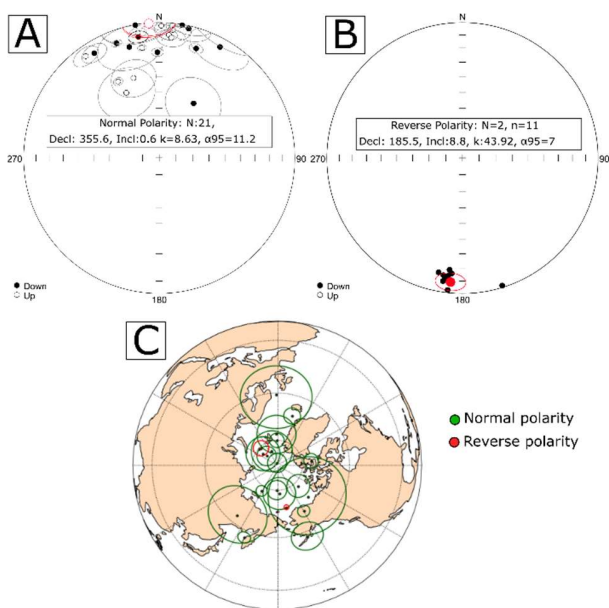 A
N
Normal Polarity: N:21,
Decl: 355.6, Incl:0.6 k=8.63, α95=11.2
270
90
Down
Up
180
B
N
Reverse Polarity: N=2, n=11
Decl: 185.5, Incl:8.8, k:43.92, α95=7
270
90
Down
Up
180
C
Normal polarity
Reverse polarity